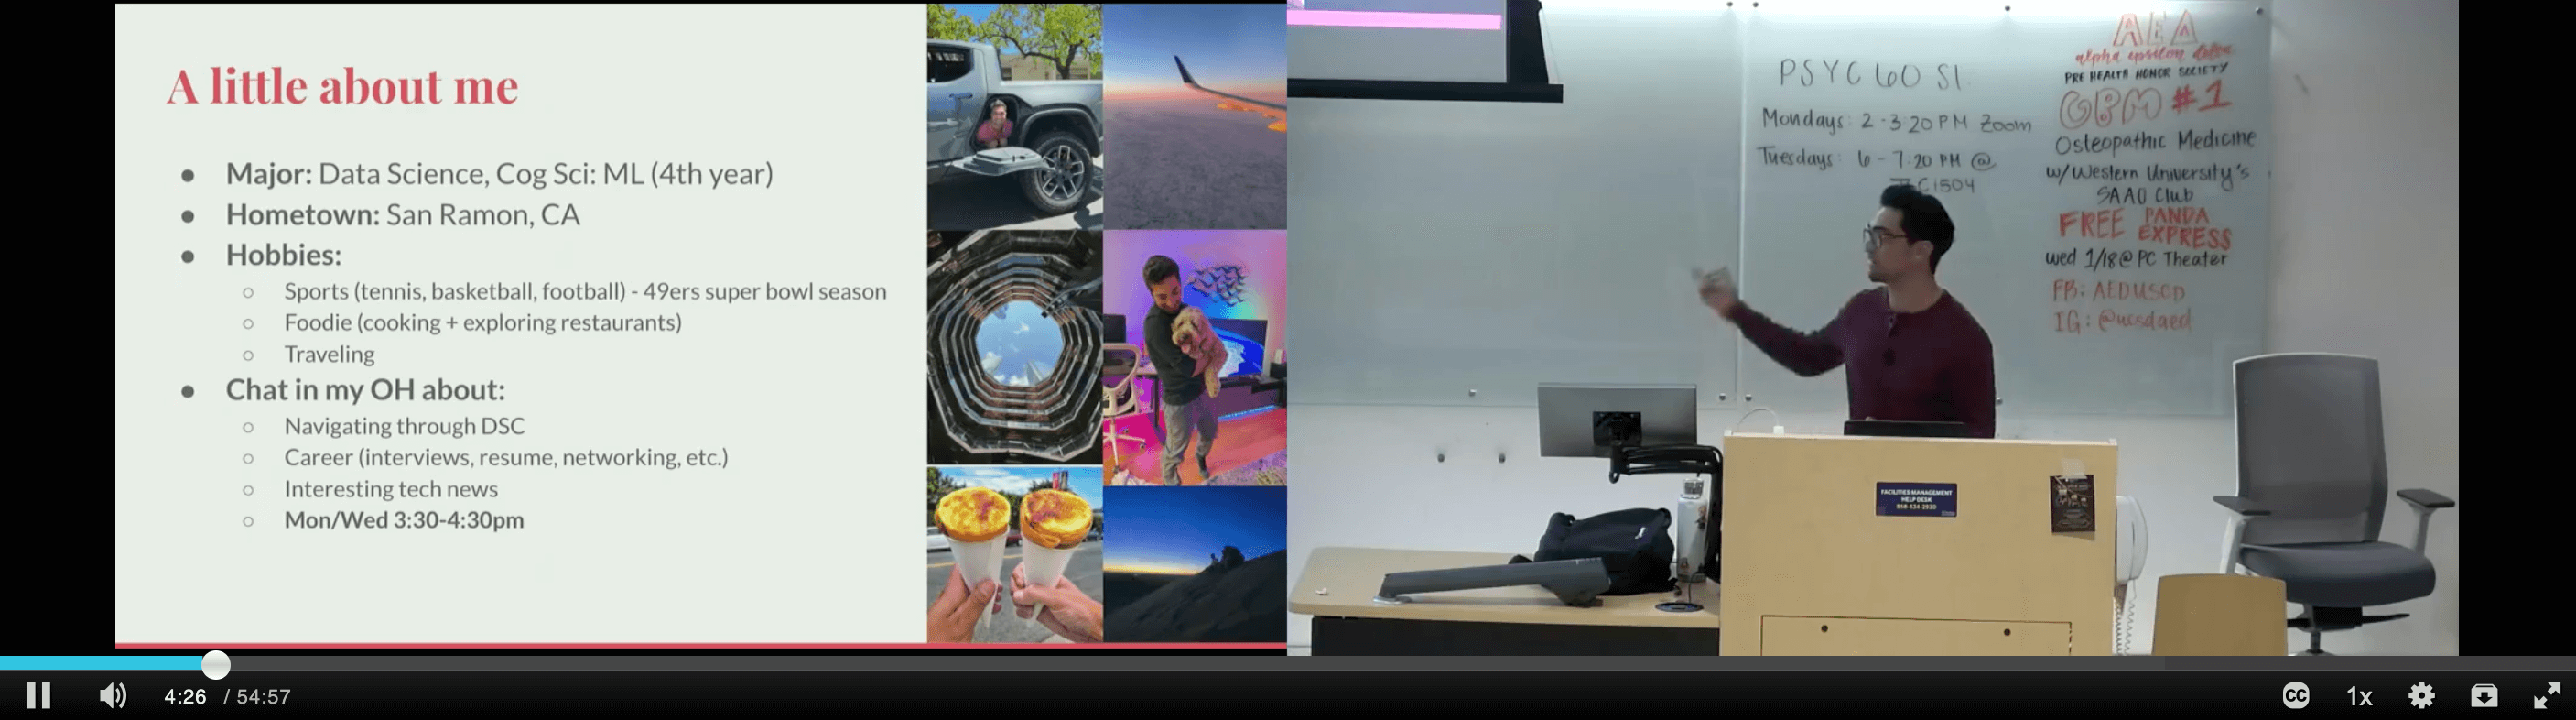 A little about me
Major: Data Science, Cog Sci: ML (4th year)
Hometown: San Ramon, CA
Hobbies:
Sports (tennis, basketball, football) - 49ers super bowl season
Foodie (cooking + exploring restaurants)
Traveling
Chat in my OH about:
Navigating through DSC
Career (interviews, resume, networking, etc.)
Interesting tech news
Mon/Wed 3:30-4:30pm
PSYC 60 SI
Mondays: 2-3:20 PM Zoom
Tuesdays: 6-7:20 PM @
C1504
AEΔ
alpha epsilon delta
PRE HEALTH HONOR SOCIETY
GBM #1
Osteopathic Medicine
w/Western University's
SAAO Club
FREE PANDA EXPRESS
wed 1/18@ PC Theater
FB: AEDUSCD
IG: @ucsdaed
FACILITIES MANAGEMENT
HELP DESK
858-534-2930
4:26 / 54:57
CC
1x